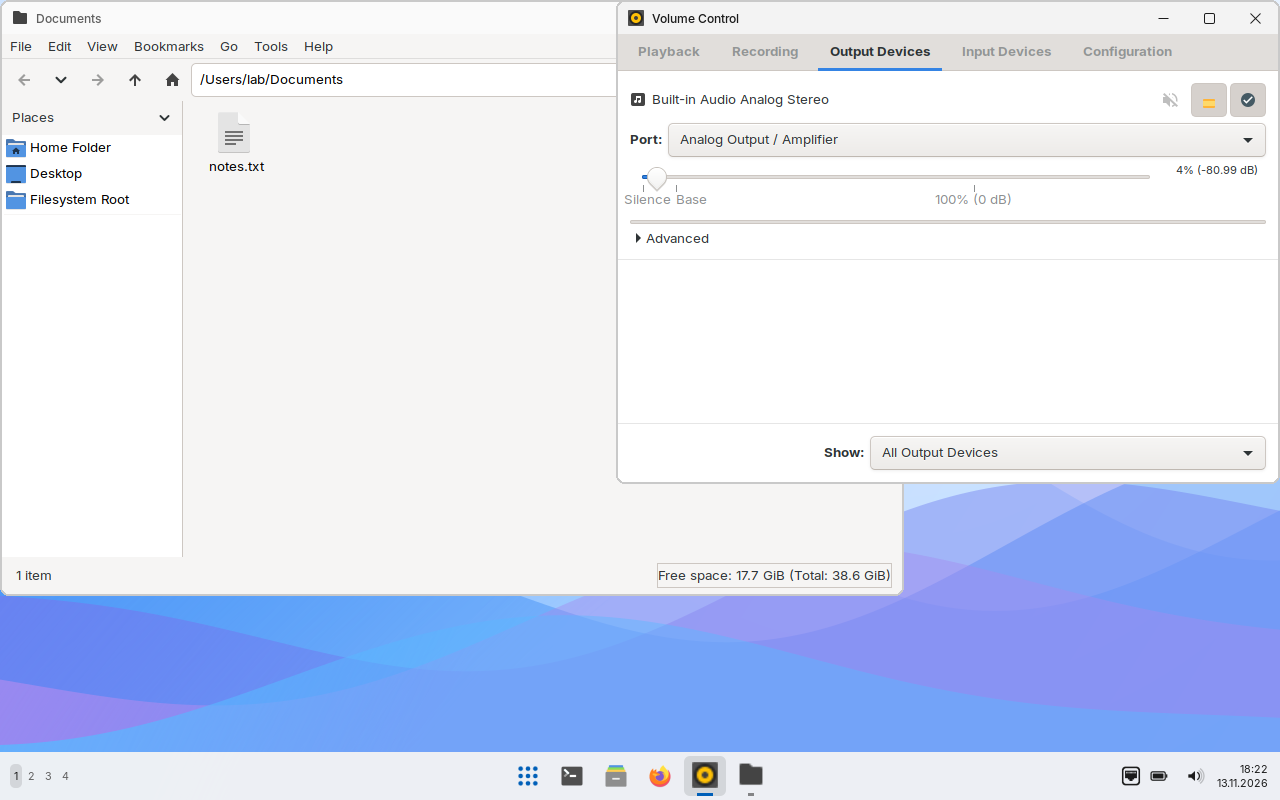 Documents
File Edit View Bookmarks Go Tools Help
/Users/lab/Documents
Places
Home Folder
Desktop
Filesystem Root
notes.txt
1 item
Free space: 17.7 GiB (Total: 38.6 GiB)
Volume Control
Playback Recording Output Devices Input Devices Configuration
Built-in Audio Analog Stereo
Port: Analog Output / Amplifier
4% (-80.99 dB)
Silence Base 100% (0 dB)
Advanced
Show: All Output Devices
1 2 3 4
18:22
13.11.2026